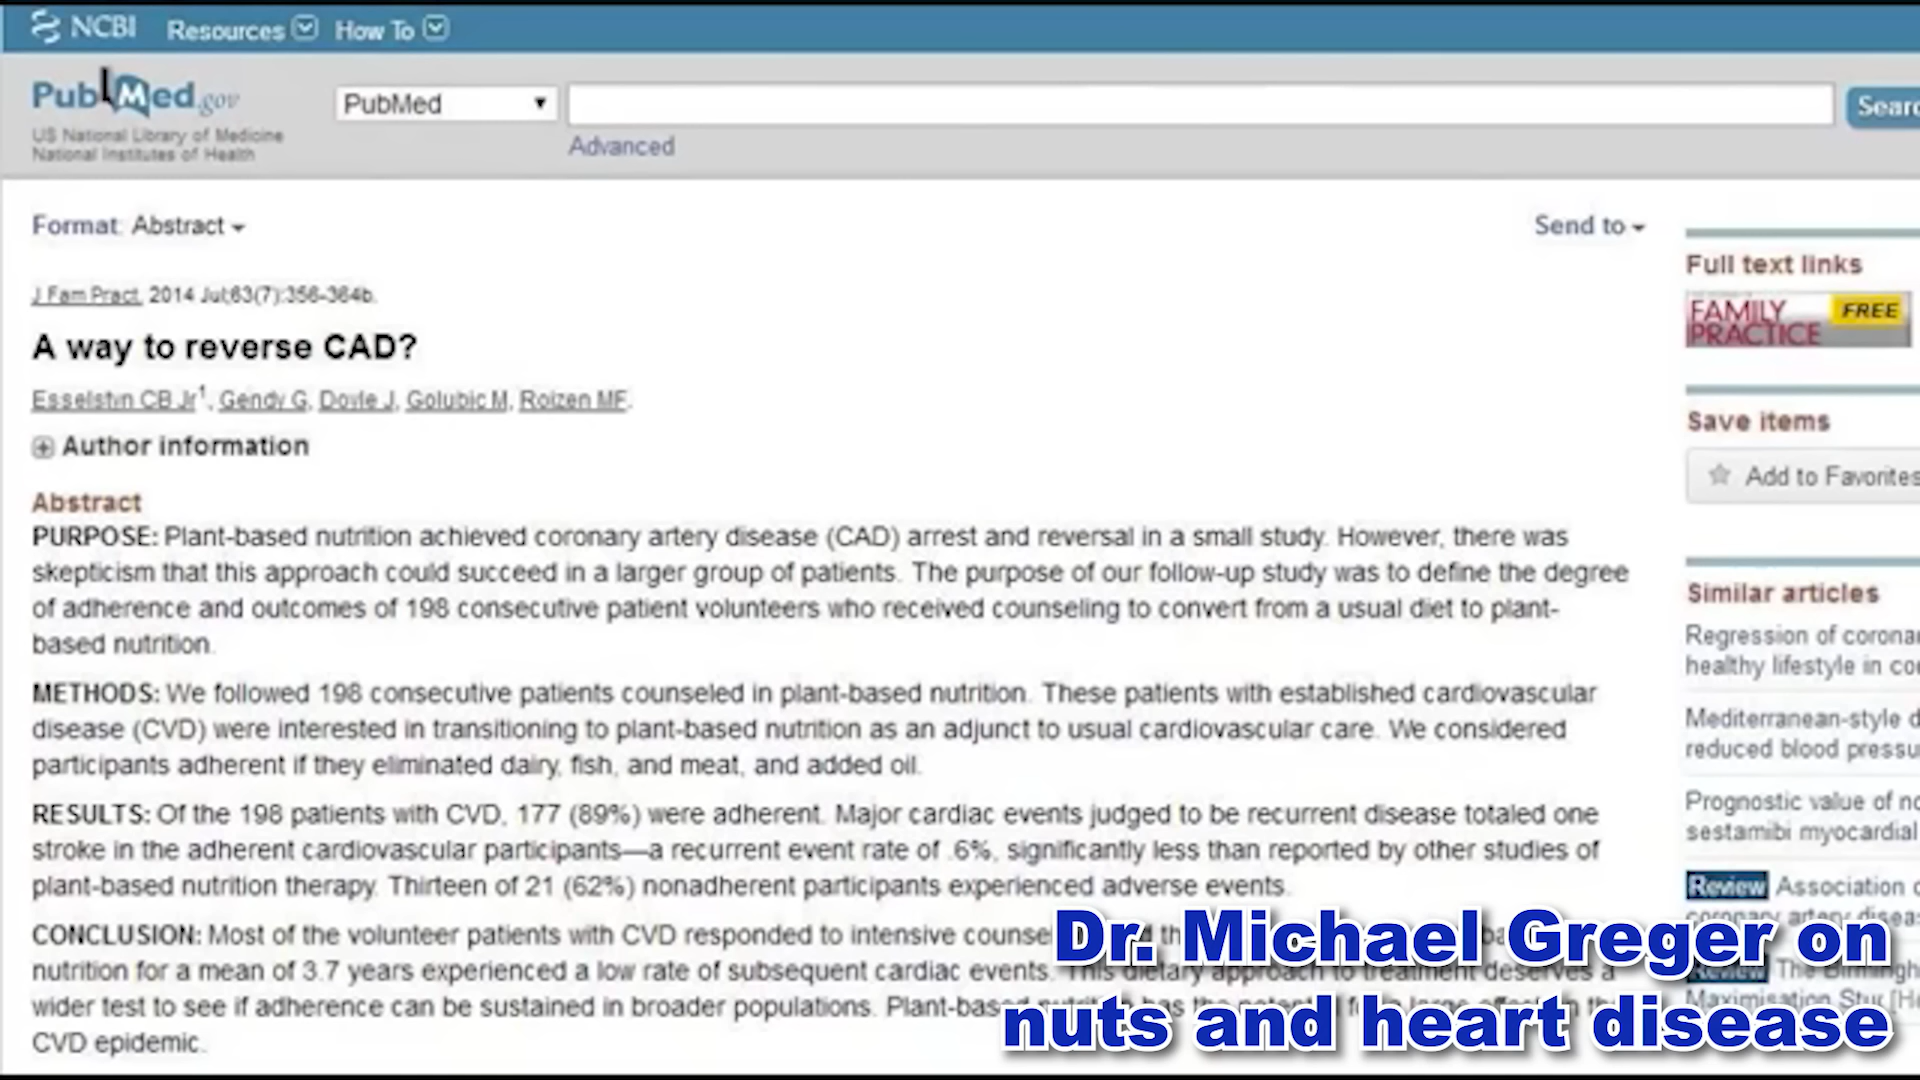 NCBI Resources How To
PubMed.gov
US National Library of Medicine
National Institutes of Health
PubMed
Search
Advanced
Format: Abstract
Send to
J Fam Pract. 2014 Jul;63(7):356-364b.
A way to reverse CAD?
Esselstyn CB Jr1, Gendy G, Doyle J, Golubic M, Roizen MF.
Author information
Abstract
PURPOSE: Plant-based nutrition achieved coronary artery disease (CAD) arrest and reversal in a small study. However, there was
skepticism that this approach could succeed in a larger group of patients. The purpose of our follow-up study was to define the degree
of adherence and outcomes of 198 consecutive patient volunteers who received counseling to convert from a usual diet to plant-
based nutrition.
METHODS: We followed 198 consecutive patients counseled in plant-based nutrition. These patients with established cardiovascular
disease (CVD) were interested in transitioning to plant-based nutrition as an adjunct to usual cardiovascular care. We considered
participants adherent if they eliminated dairy, fish, and meat, and added oil.
RESULTS: Of the 198 patients with CVD, 177 (89%) were adherent. Major cardiac events judged to be recurrent disease totaled one
stroke in the adherent cardiovascular participants—a recurrent event rate of .6%, significantly less than reported by other studies of
plant-based nutrition therapy. Thirteen of 21 (62%) nonadherent participants experienced adverse events.
CONCLUSION: Most of the volunteer patients with CVD responded to intensive
nutrition for a mean of 3.7 years experienced a low rate of subsequent cardiac events. This dietary approach to treatment deserves a
wider test to see if adherence can be sustained in broader populations.
CVD epidemic.
Full text links
FAMILY PRACTICE FREE
Save items
Add to Favorites
Similar articles
Regression of
healthy lifestyle in
Mediterranean-style
reduced blood
Prognostic value of
sestamibi myocardial
Review Association
coronary artery
Review The
Dr. Michael Greger on
nuts and heart disease